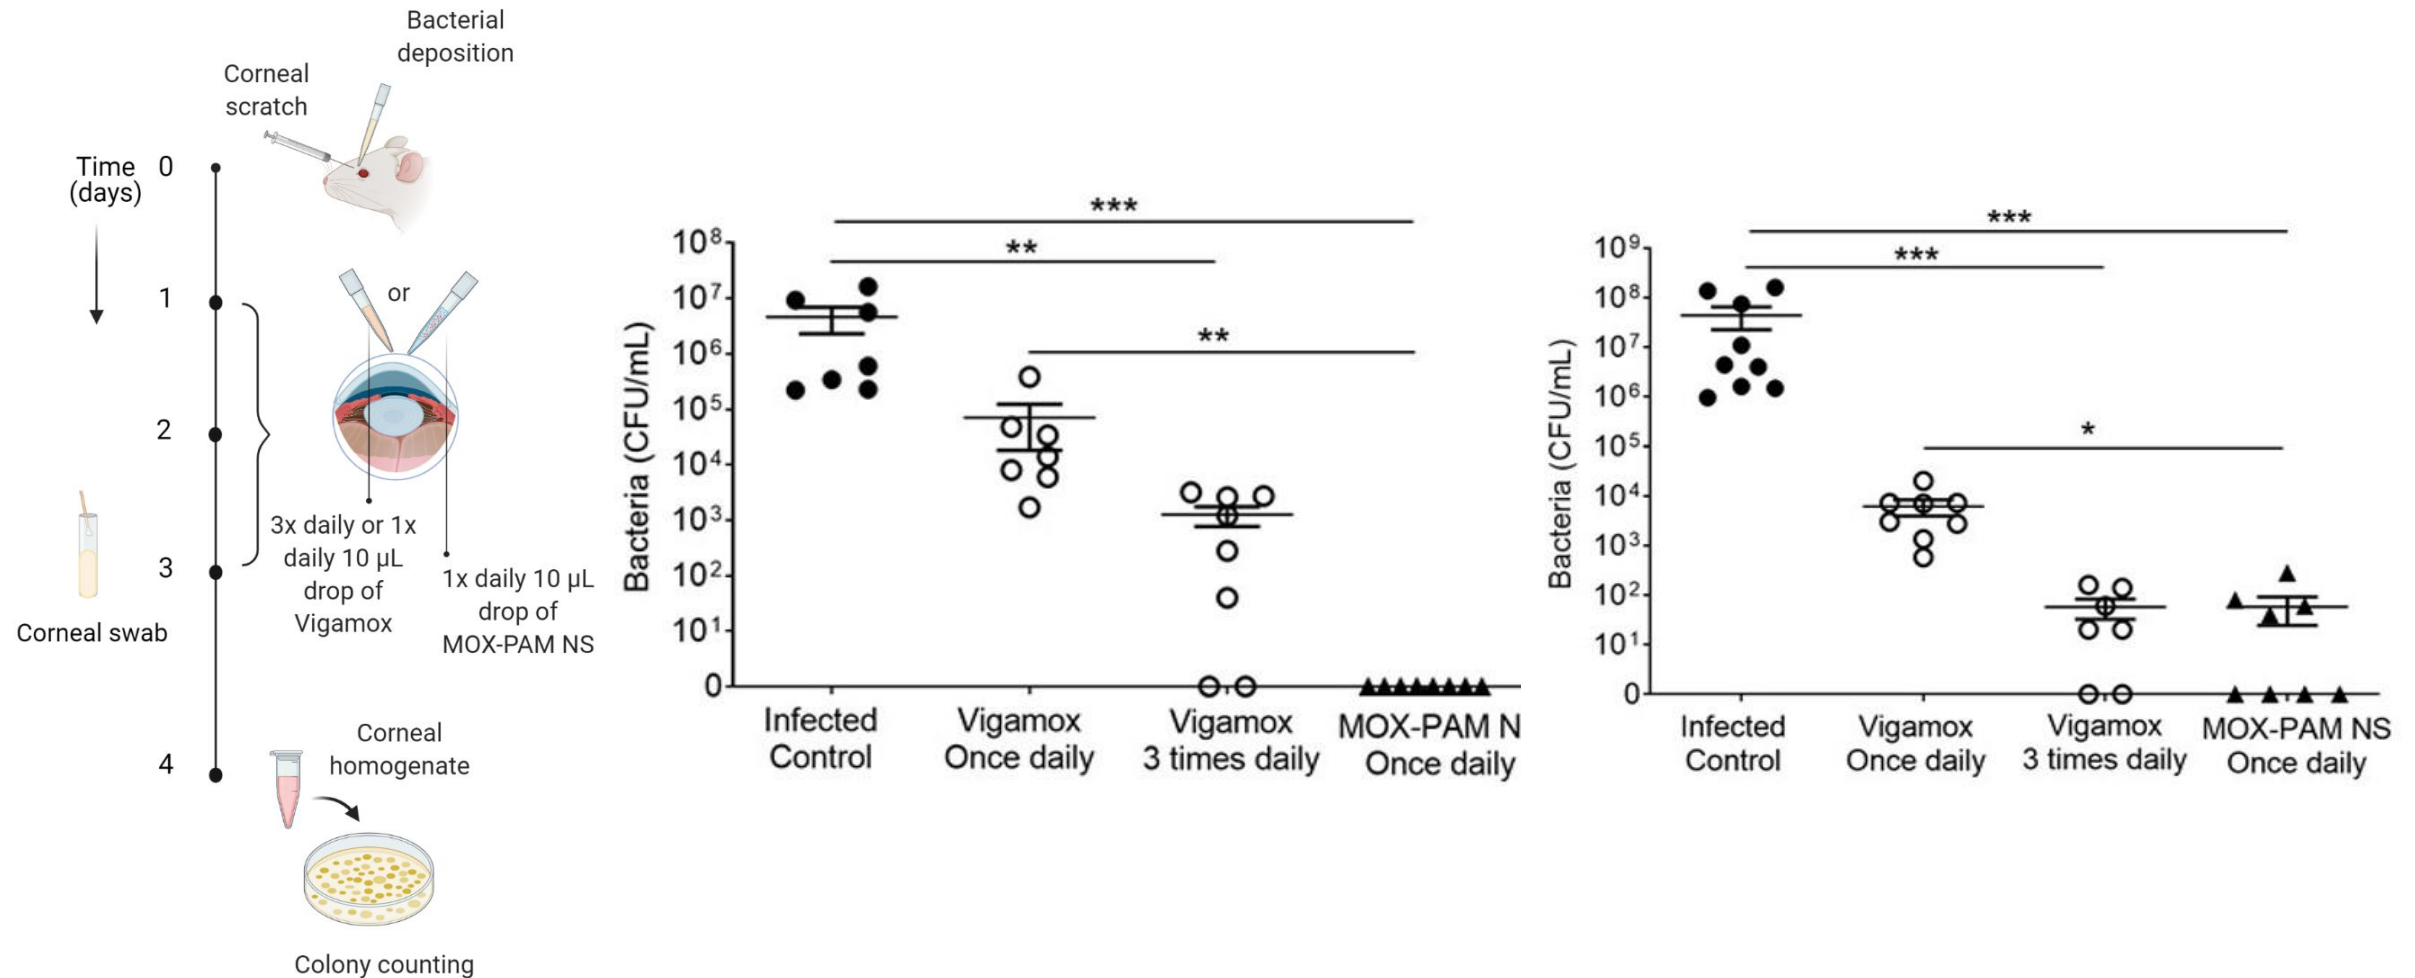 Bacterial
deposition
Corneal
scratch
Time
(days)
0
1
2
3
4
or
3x daily or 1x
daily 10 µL
drop of
Vigamox
1x daily 10 µL
drop of
MOX-PAM NS
Corneal swab
Corneal
homogenate
Colony counting
***
**
**
Bacteria (CFU/mL)
10⁸
10⁷
10⁶
10⁵
10⁴
10³
10²
10¹
0
Infected
Control
Vigamox
Once daily
Vigamox
3 times daily
MOX-PAM N
Once daily
***
***
*
Bacteria (CFU/mL)
10⁹
10⁸
10⁷
10⁶
10⁵
10⁴
10³
10²
10¹
0
Infected
Control
Vigamox
Once daily
Vigamox
3 times daily
MOX-PAM NS
Once daily